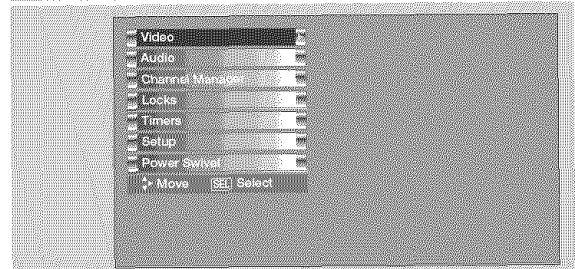 Video
Audio
Channel Manager
Locks
Timers
Setup
Power Swivel
Move SEL Select